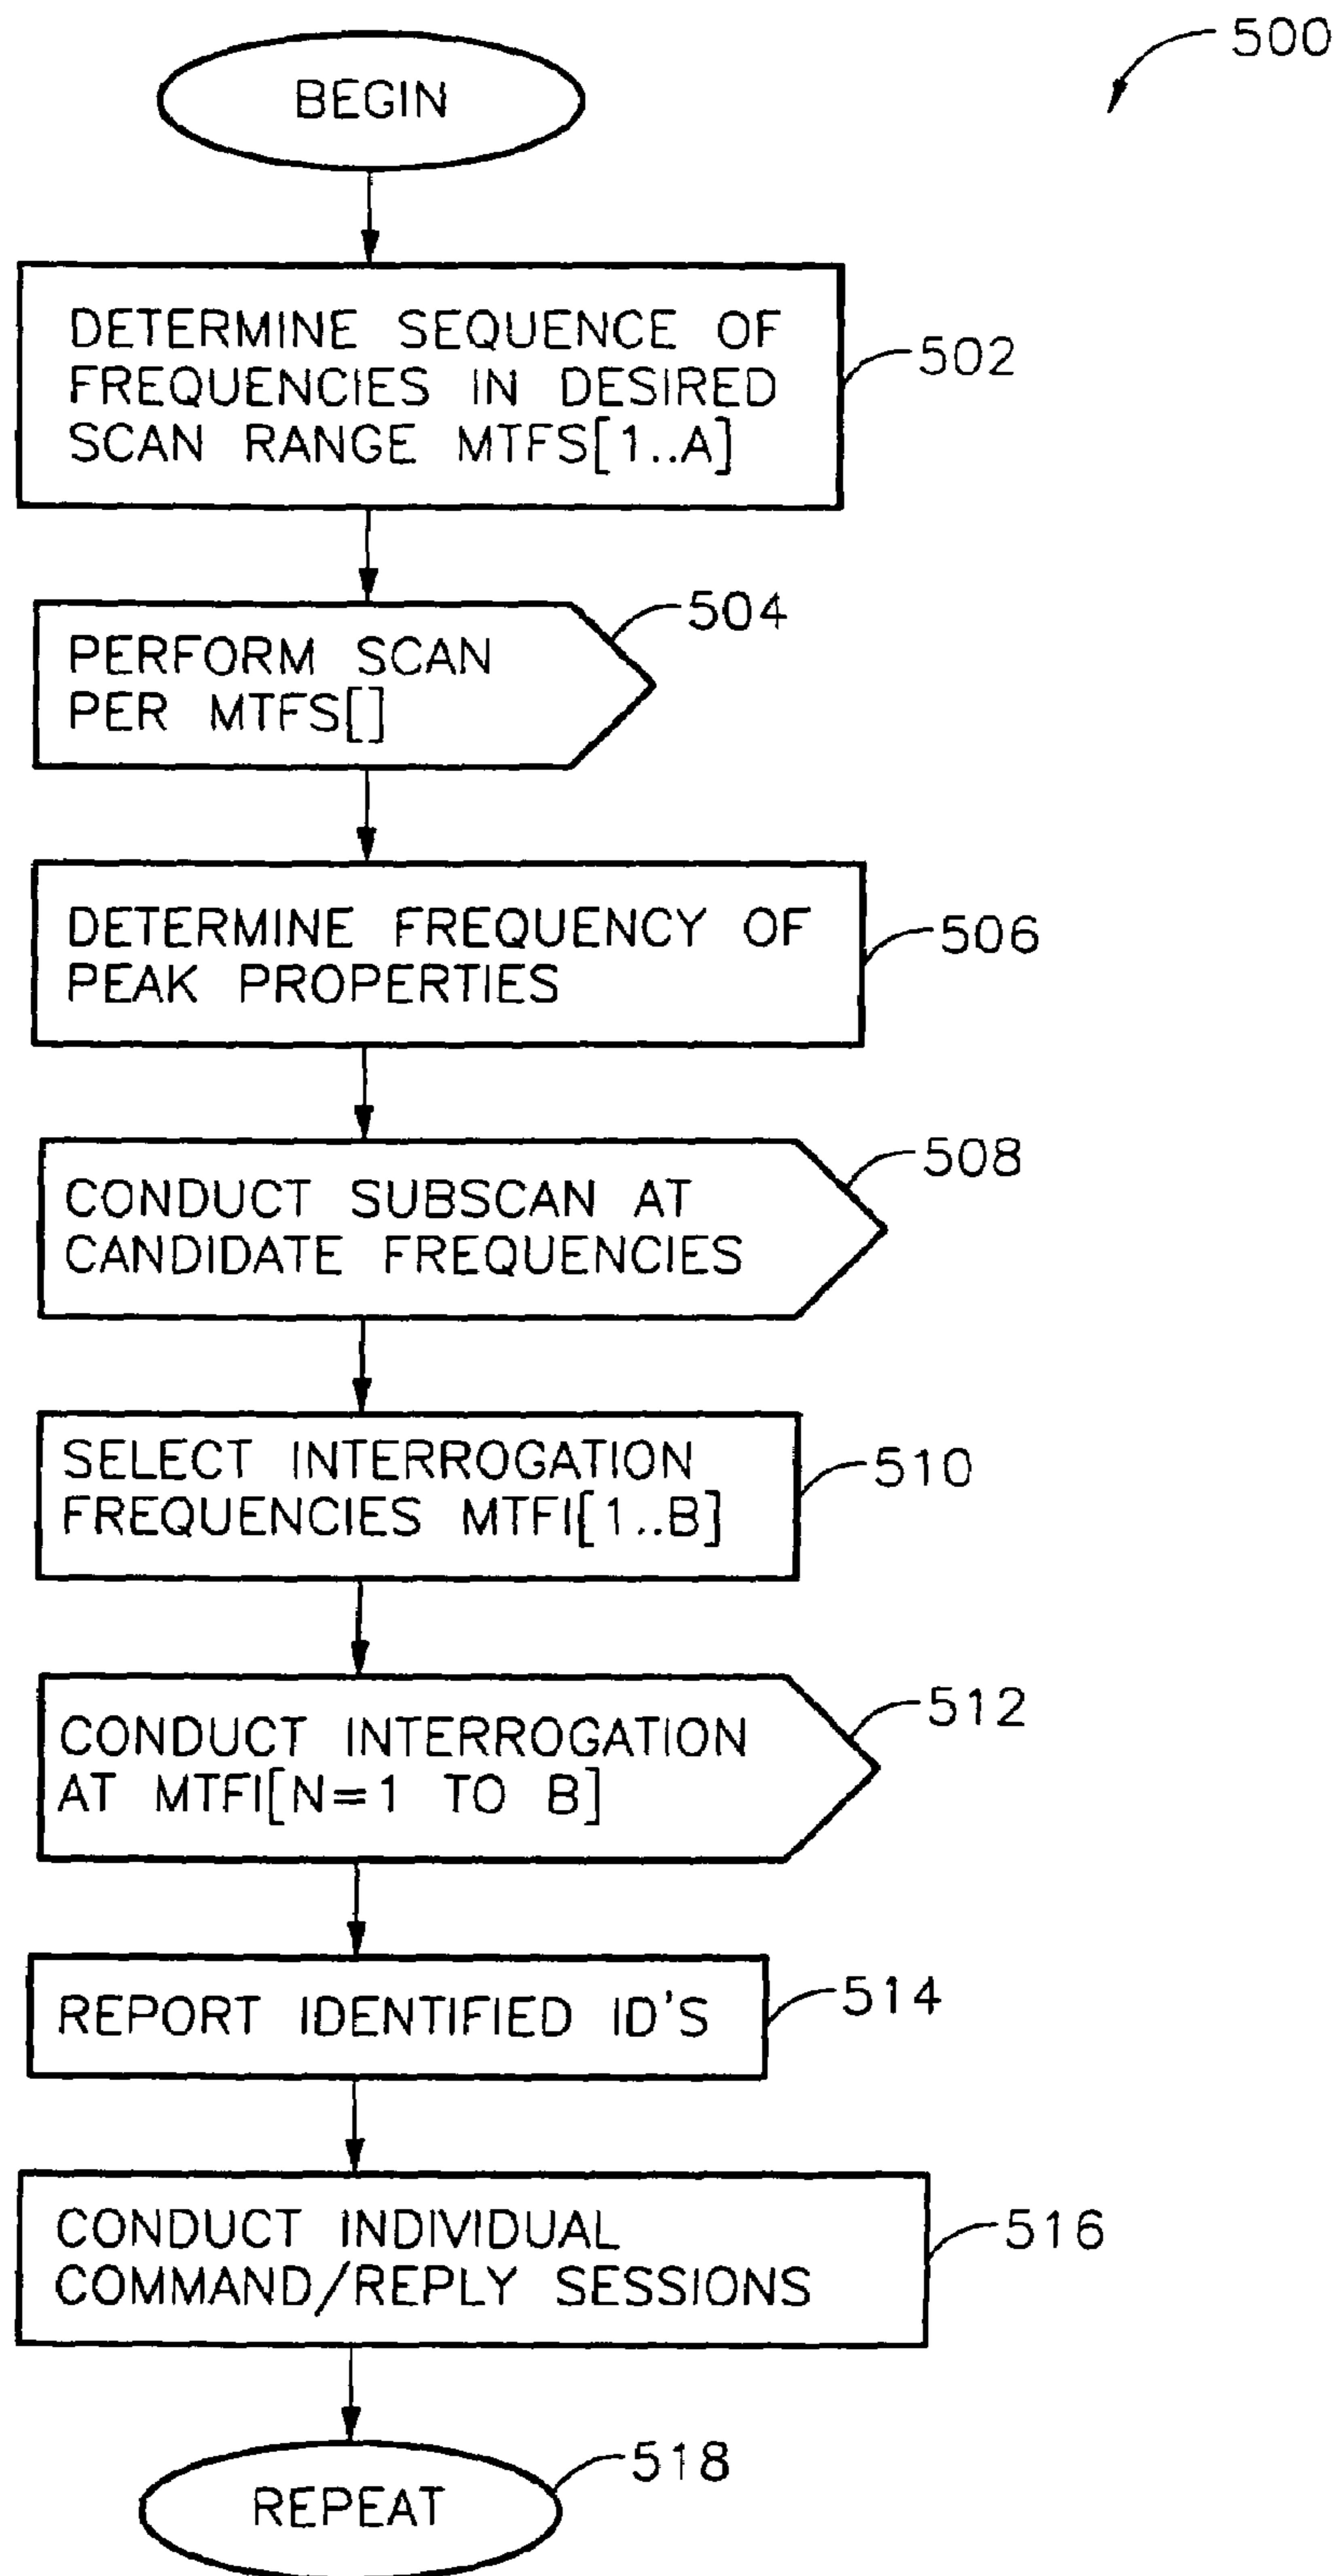 500
BEGIN
DETERMINE SEQUENCE OF
FREQUENCIES IN DESIRED
SCAN RANGE MTFS[1..A]
502
PERFORM SCAN
PER MTFS[]
504
DETERMINE FREQUENCY OF
PEAK PROPERTIES
506
CONDUCT SUBSCAN AT
CANDIDATE FREQUENCIES
508
SELECT INTERROGATION
FREQUENCIES MTFI[1..B]
510
CONDUCT INTERROGATION
AT MTFI[N=1 TO B]
512
REPORT IDENTIFIED ID'S
514
CONDUCT INDIVIDUAL
COMMAND/REPLY SESSIONS
516
REPEAT
518